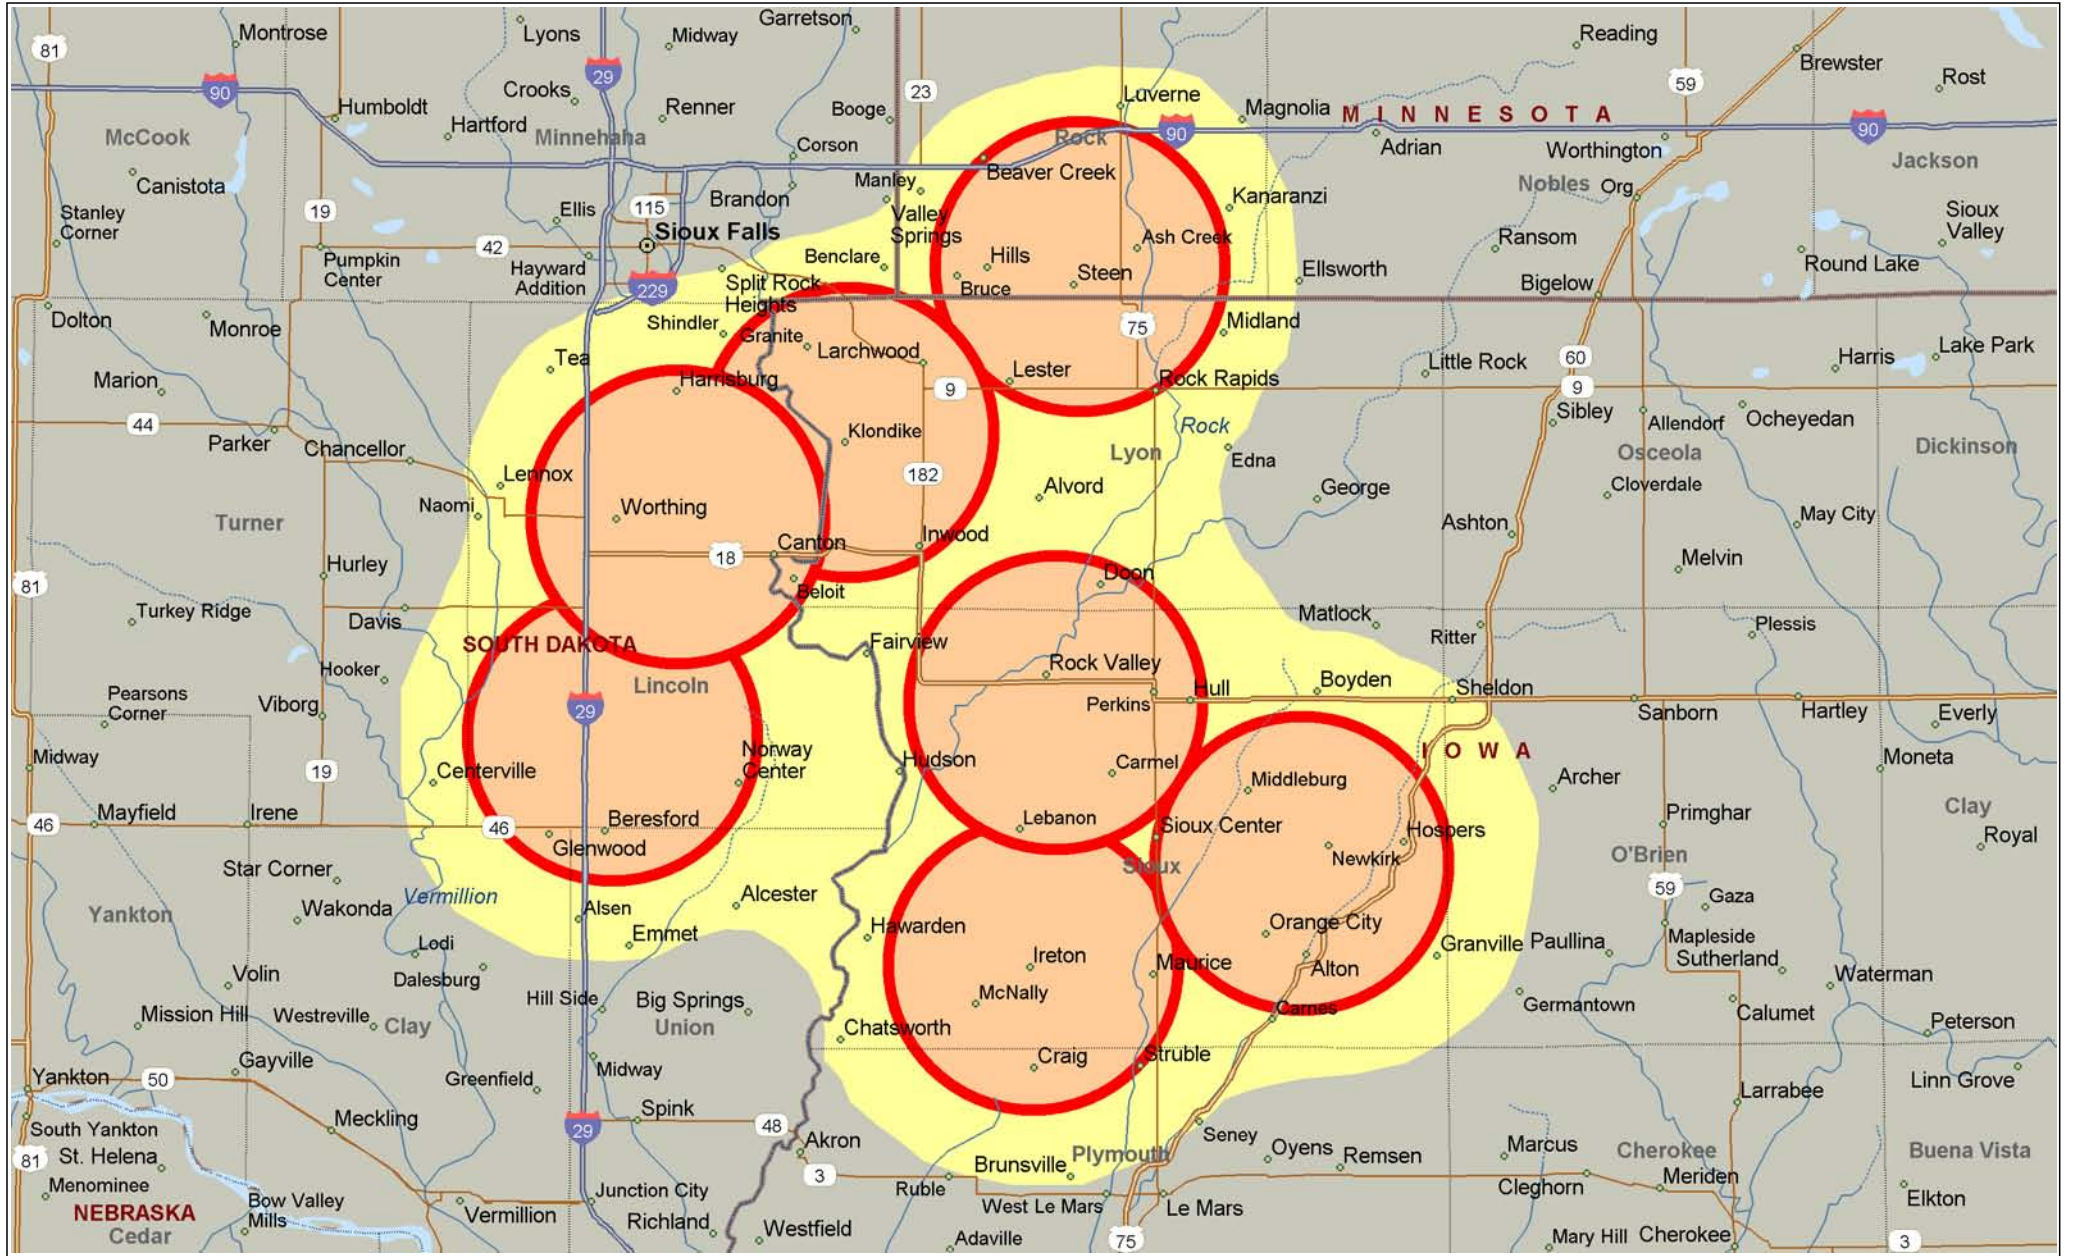 Montrose
Lyons
Midway
Garretson
Reading
81
29
90
Crooks
Renner
Booge
23
Luverne
Magnolia
MINNESOTA
59
Brewster
Rost
Humboldt
Hartford
Minnehaha
Corson
Rock
90
Adrian
Worthington
90
Jackson
McCook
Canistota
Brandon
Manley
Beaver Creek
Kanaranzi
Nobles
Org
Stanley
Corner
19
Ellis
115
Sioux Falls
Valley
Springs
Ash Creek
Ransom
Sioux
Valley
42
Pumpkin
Center
Hayward
Addition
229
Benclare
Hills
Steen
Bruce
Ellsworth
Bigelow
Round Lake
Split Rock
Heights
Dolton
Monroe
Shindler
Granite
Larchwood
75
Midland
Tea
Little Rock
60
Harris
Lake Park
Marion
Harrisburg
9
Lester
Rock Rapids
9
44
Parker
Chancellor
Klondike
Rock
Sibley
Allendorf
Ocheyedan
Lyon
Edna
Osceola
Dickinson
Lennox
Naomi
182
Alvord
George
Cloverdale
Turner
Worthing
Ashton
May City
Canton
Inwood
18
Melvin
81
Hurley
Beloit
Doon
Turkey Ridge
Davis
Matlock
Ritter
Plessis
SOUTH DAKOTA
Fairview
Hooker
Lincoln
Rock Valley
Pearsons
Corner
Viborg
29
Perkins
Hull
Boyden
Sheldon
Sanborn
Hartley
Everly
Midway
19
Centerville
Norway
Center
Hudson
Carmel
Middleburg
IOWA
Archer
Moneta
46
Mayfield
Irene
46
Beresford
Glenwood
Lebanon
Sioux Center
Hospers
Newkirk
Primghar
Clay
Royal
Star Corner
Sioux
O'Brien
59
Yankton
Wakonda
Vermillion
Alsen
Alcester
Gaza
Emmet
Hawarden
Orange City
Lodi
Dalesburg
Ireton
Maurice
Alton
Granville
Paullina
Mapleside
Sutherland
Volin
Waterman
Mission Hill
Westreville
Clay
Hill Side
Big Springs
Union
McNally
Carnes
Germantown
Calumet
Peterson
Chatsworth
Gayville
Craig
Struble
Yankton
50
Greenfield
Midway
Linn Grove
Larrabee
South Yankton
Meckling
29
Spink
48
Akron
Seney
81
St. Helena
Menominee
Brunsville
Plymouth
Oyens
Remsen
Marcus
Cherokee
Buena Vista
3
Ruble
Cleghorn
Meriden
NEBRASKA
Cedar
Bow Valley
Mills
Vermillion
Junction City
West Le Mars
Le Mars
Elkton
Richland
Westfield
Adaville
75
Mary Hill
Cherokee
3